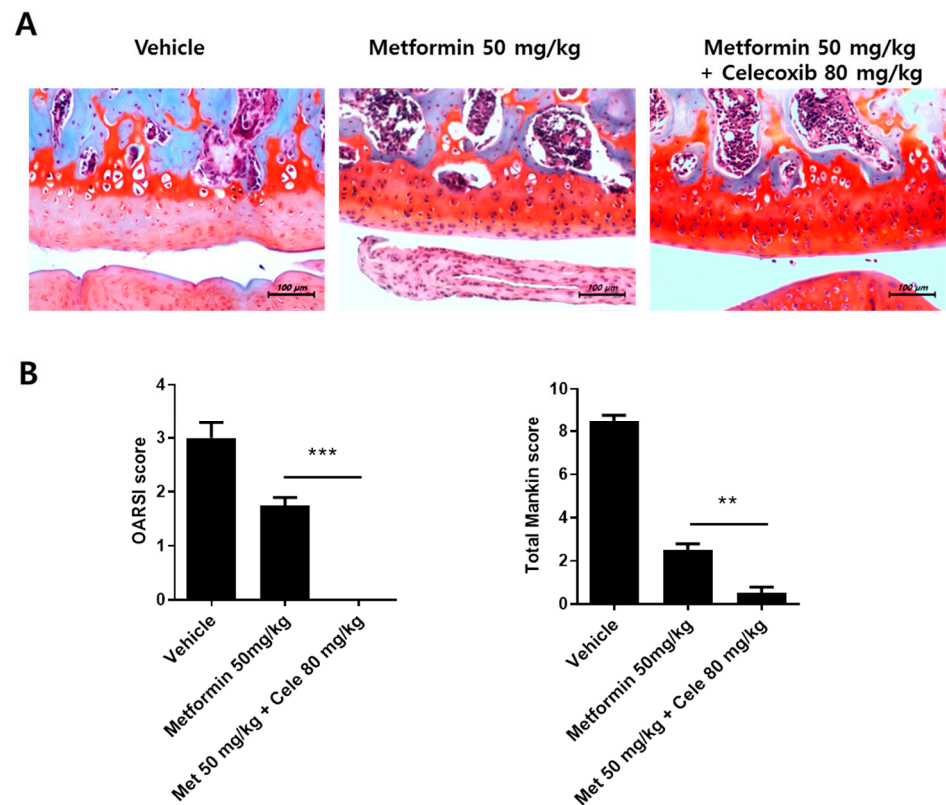 A
Vehicle
Metformin 50 mg/kg
Metformin 50 mg/kg
+ Celecoxib 80 mg/kg
100 µm
100 µm
100 µm
B
OARSI score
4
3
2
1
0
***
Vehicle
Metformin 50mg/kg
Met 50 mg/kg + Cele 80 mg/kg
Total Mankin score
10
8
6
4
2
0
**
Vehicle
Metformin 50mg/kg
Met 50 mg/kg + Cele 80 mg/kg